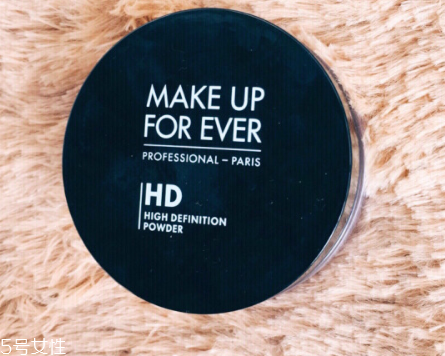 MAKE UP
FOR EVER
PROFESSIONAL – PARIS
HD
HIGH DEFINITION
POWDER
5号女性